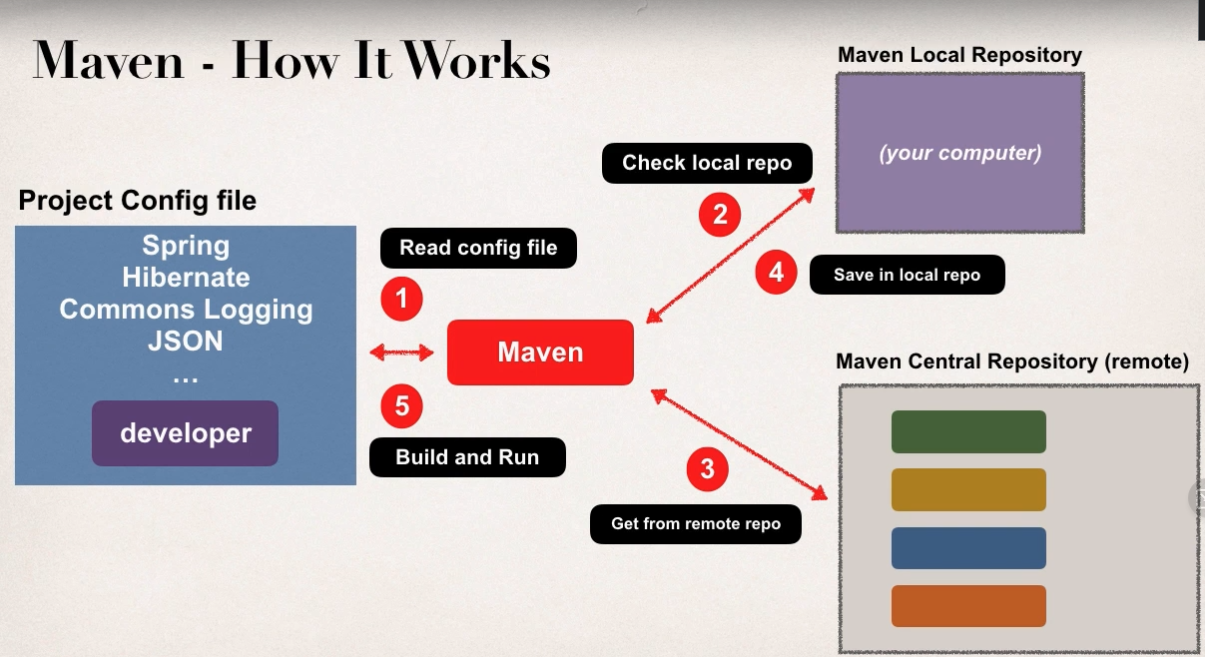 Maven - How It Works
Maven Local Repository
(your computer)
Check local repo
2
Project Config file
Spring
Hibernate
Commons Logging
JSON
...
developer
Read config file
1
4
Save in local repo
Maven
5
Build and Run
Maven Central Repository (remote)
3
Get from remote repo